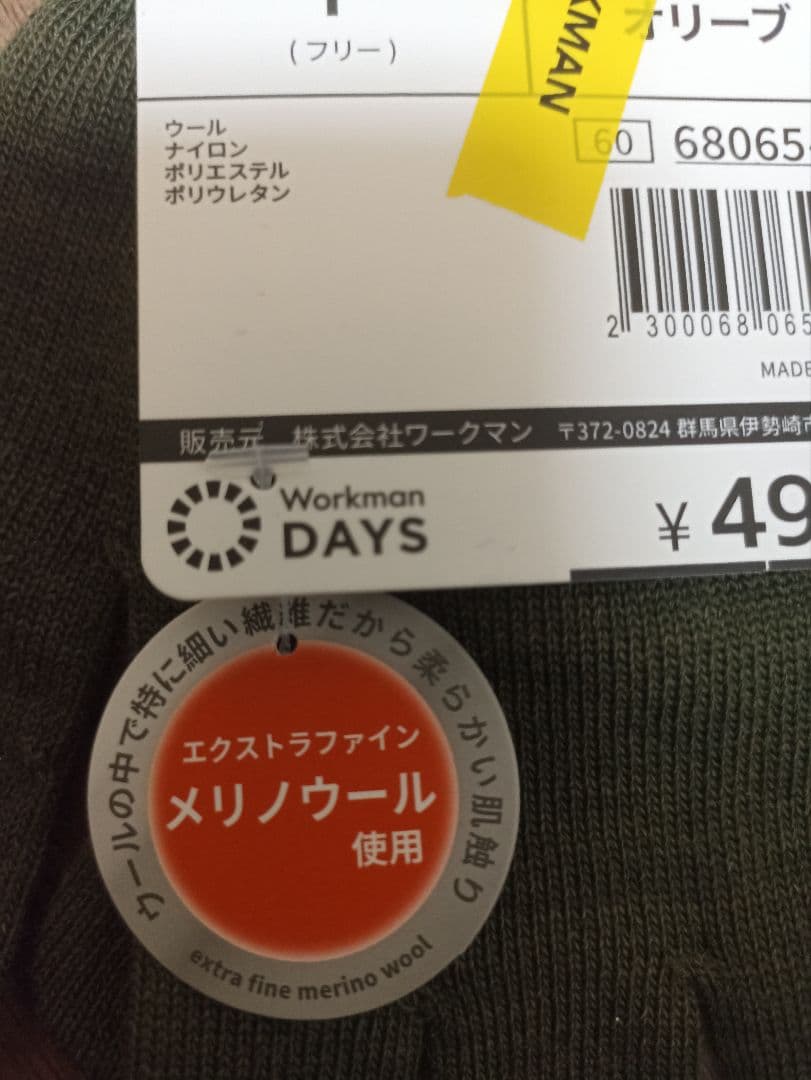 (フリー)
KMAN
オリーブ
ウール
ナイロン
ポリエステル
ポリウレタン
60 68065
2 300068 065
MADE
販売元 株式会社ワークマン 〒372-0824 群馬県伊勢崎市
Workman
DAYS
¥49
ウールの中で特に細い繊維だから柔らかい肌触り
エクストラファイン
メリノウール
使用
extra fine merino wool